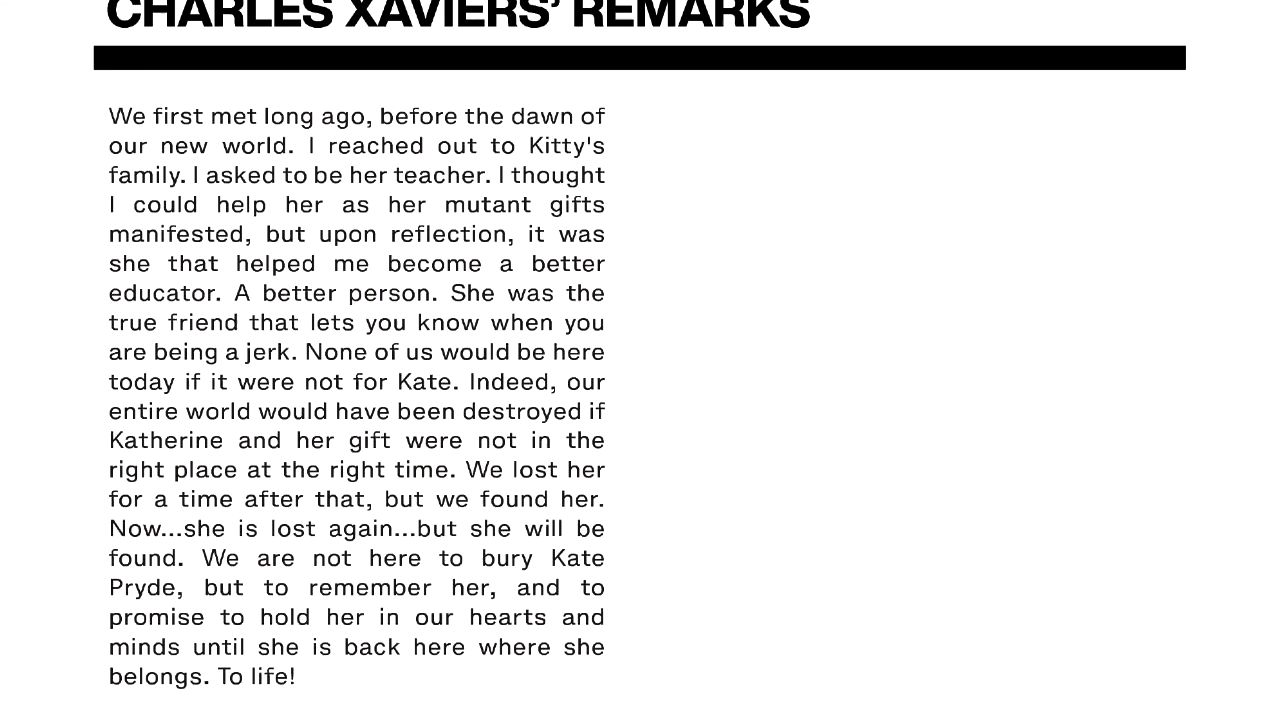 CHARLES XAVIERS' REMARKS
We first met long ago, before the dawn of
our new world. I reached out to Kitty's
family. I asked to be her teacher. I thought
I could help her as her mutant gifts
manifested, but upon reflection, it was
she that helped me become a better
educator. A better person. She was the
true friend that lets you know when you
are being a jerk. None of us would be here
today if it were not for Kate. Indeed, our
entire world would have been destroyed if
Katherine and her gift were not in the
right place at the right time. We lost her
for a time after that, but we found her.
Now...she is lost again...but she will be
found. We are not here to bury Kate
Pryde, but to remember her, and to
promise to hold her in our hearts and
minds until she is back here where she
belongs. To life!